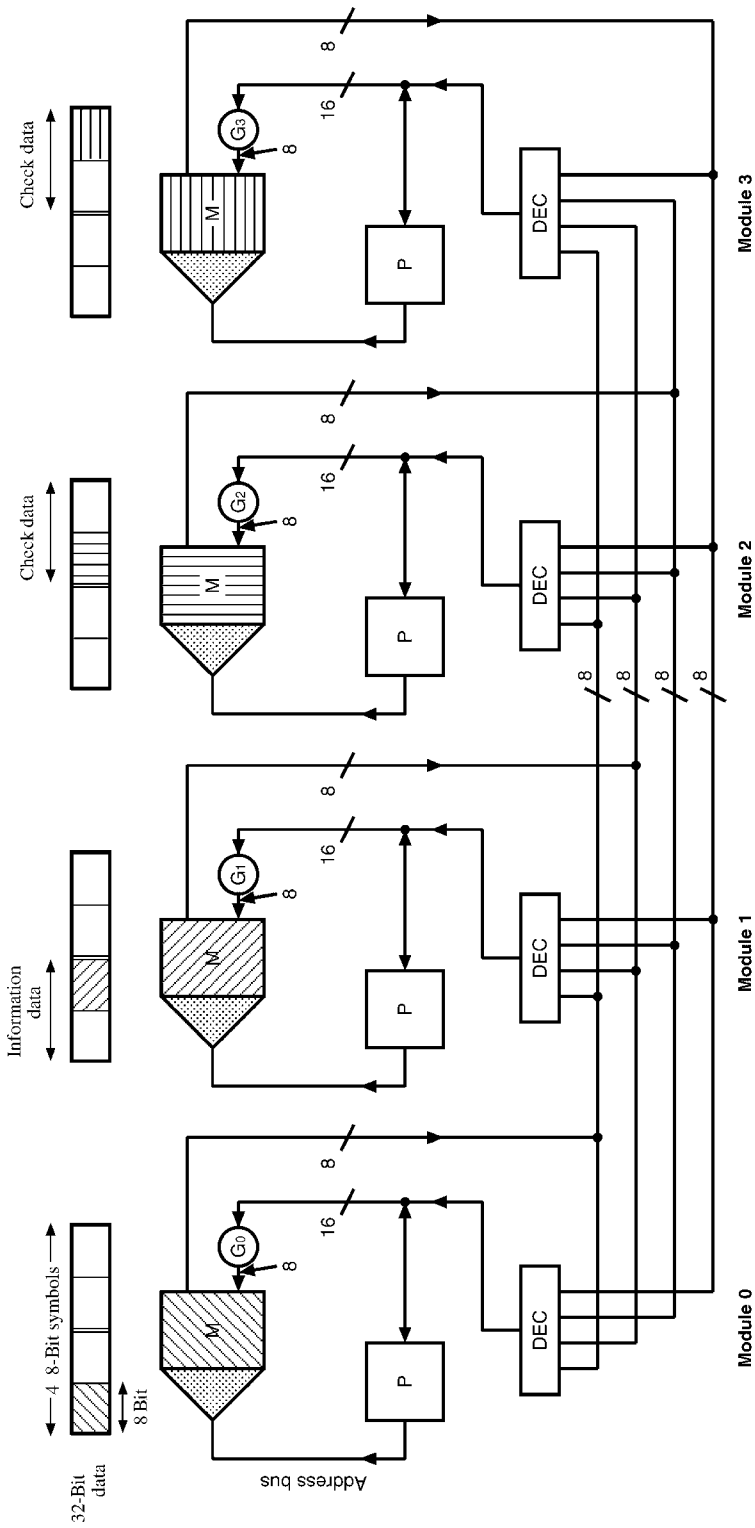 32-Bit
data
4 8-Bit symbols
8 Bit
Information
data
Check data
Check data
M
G0
8
16
8
P
Address bus
DEC
Module 0
M
G1
8
16
8
P
DEC
Module 1
M
G2
8
16
8
P
DEC
8
8
8
8
Module 2
M
G3
8
16
8
P
DEC
Module 3